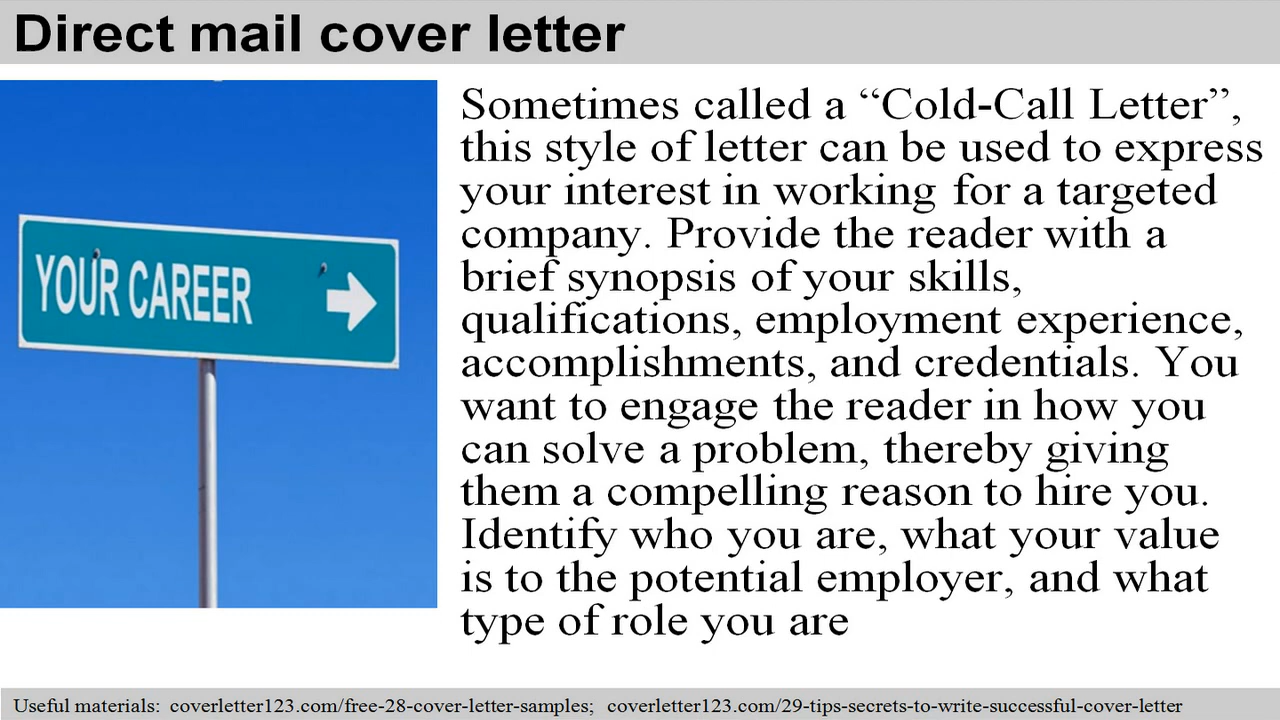 Direct mail cover letter
YOUR CAREER
Sometimes called a “Cold-Call Letter”,
this style of letter can be used to express
your interest in working for a targeted
company. Provide the reader with a
brief synopsis of your skills,
qualifications, employment experience,
accomplishments, and credentials. You
want to engage the reader in how you
can solve a problem, thereby giving
them a compelling reason to hire you.
Identify who you are, what your value
is to the potential employer, and what
type of role you are
Useful materials: coverletter123.com/free-28-cover-letter-samples; coverletter123.com/29-tips-secrets-to-write-successful-cover-letter